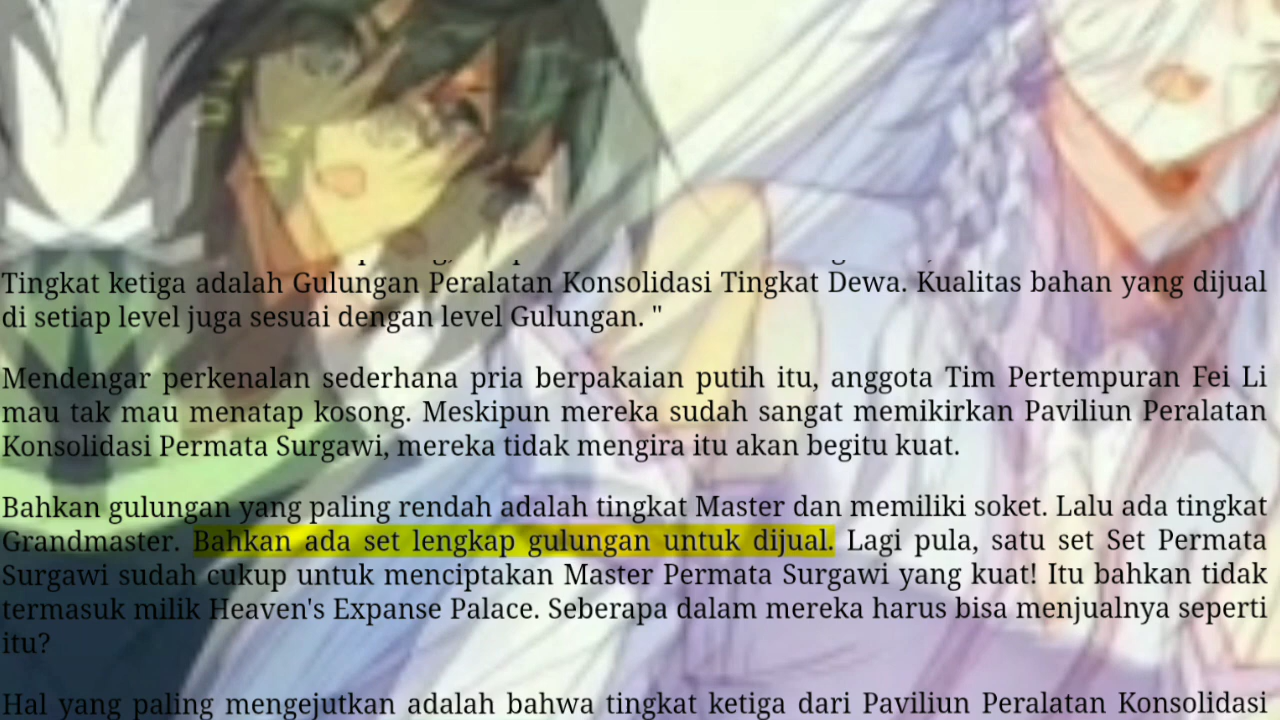 Tingkat ketiga adalah Gulungan Peralatan Konsolidasi Tingkat Dewa. Kualitas bahan yang dijual
di setiap level juga sesuai dengan level Gulungan. "
Mendengar perkenalan sederhana pria berpakaian putih itu, anggota Tim Pertempuran Fei Li
mau tak mau menatap kosong. Meskipun mereka sudah sangat memikirkan Paviliun Peralatan
Konsolidasi Permata Surgawi, mereka tidak mengira itu akan begitu kuat.
Bahkan gulungan yang paling rendah adalah tingkat Master dan memiliki soket. Lalu ada tingkat
Grandmaster. Bahkan ada set lengkap gulungan untuk dijual. Lagi pula, satu set Set Permata
Surgawi sudah cukup untuk menciptakan Master Permata Surgawi yang kuat! Itu bahkan tidak
termasuk milik Heaven's Expanse Palace. Seberapa dalam mereka harus bisa menjualnya seperti
itu?
Hal yang paling mengejutkan adalah bahwa tingkat ketiga dari Paviliun Peralatan Konsolidasi